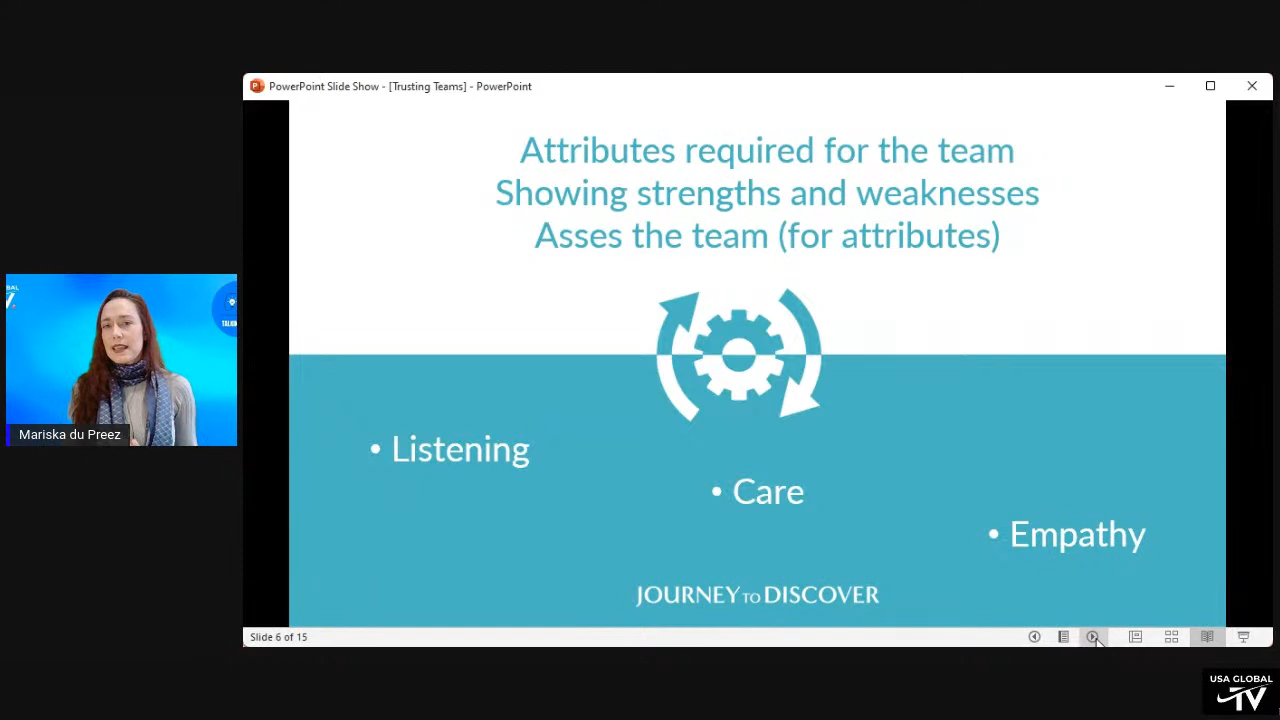 PowerPoint Slide Show - [Trusting Teams] - PowerPoint
Attributes required for the team
Showing strengths and weaknesses
Asses the team (for attributes)
• Listening
• Care
• Empathy
JOURNEY TO DISCOVER
Mariska du Preez
Slide 6 of 15
USA GLOBAL
TV